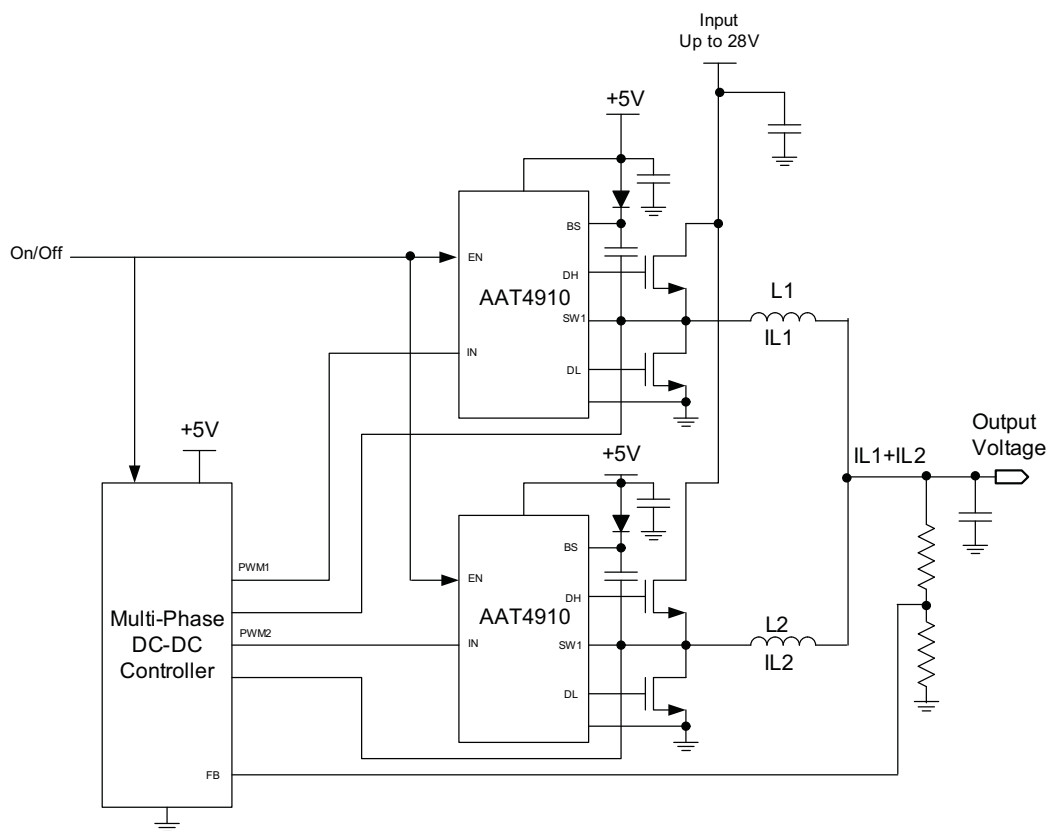 Input
Up to 28V
+5V
BS
On/Off
EN
DH
AAT4910
L1
SW1
IL1
IN
DL
+5V
Output
Voltage
IL1+IL2
+5V
BS
PWM1
EN
DH
AAT4910
Multi-Phase
DC-DC
Controller
PWM2
L2
IN
SW1
IL2
DL
FB